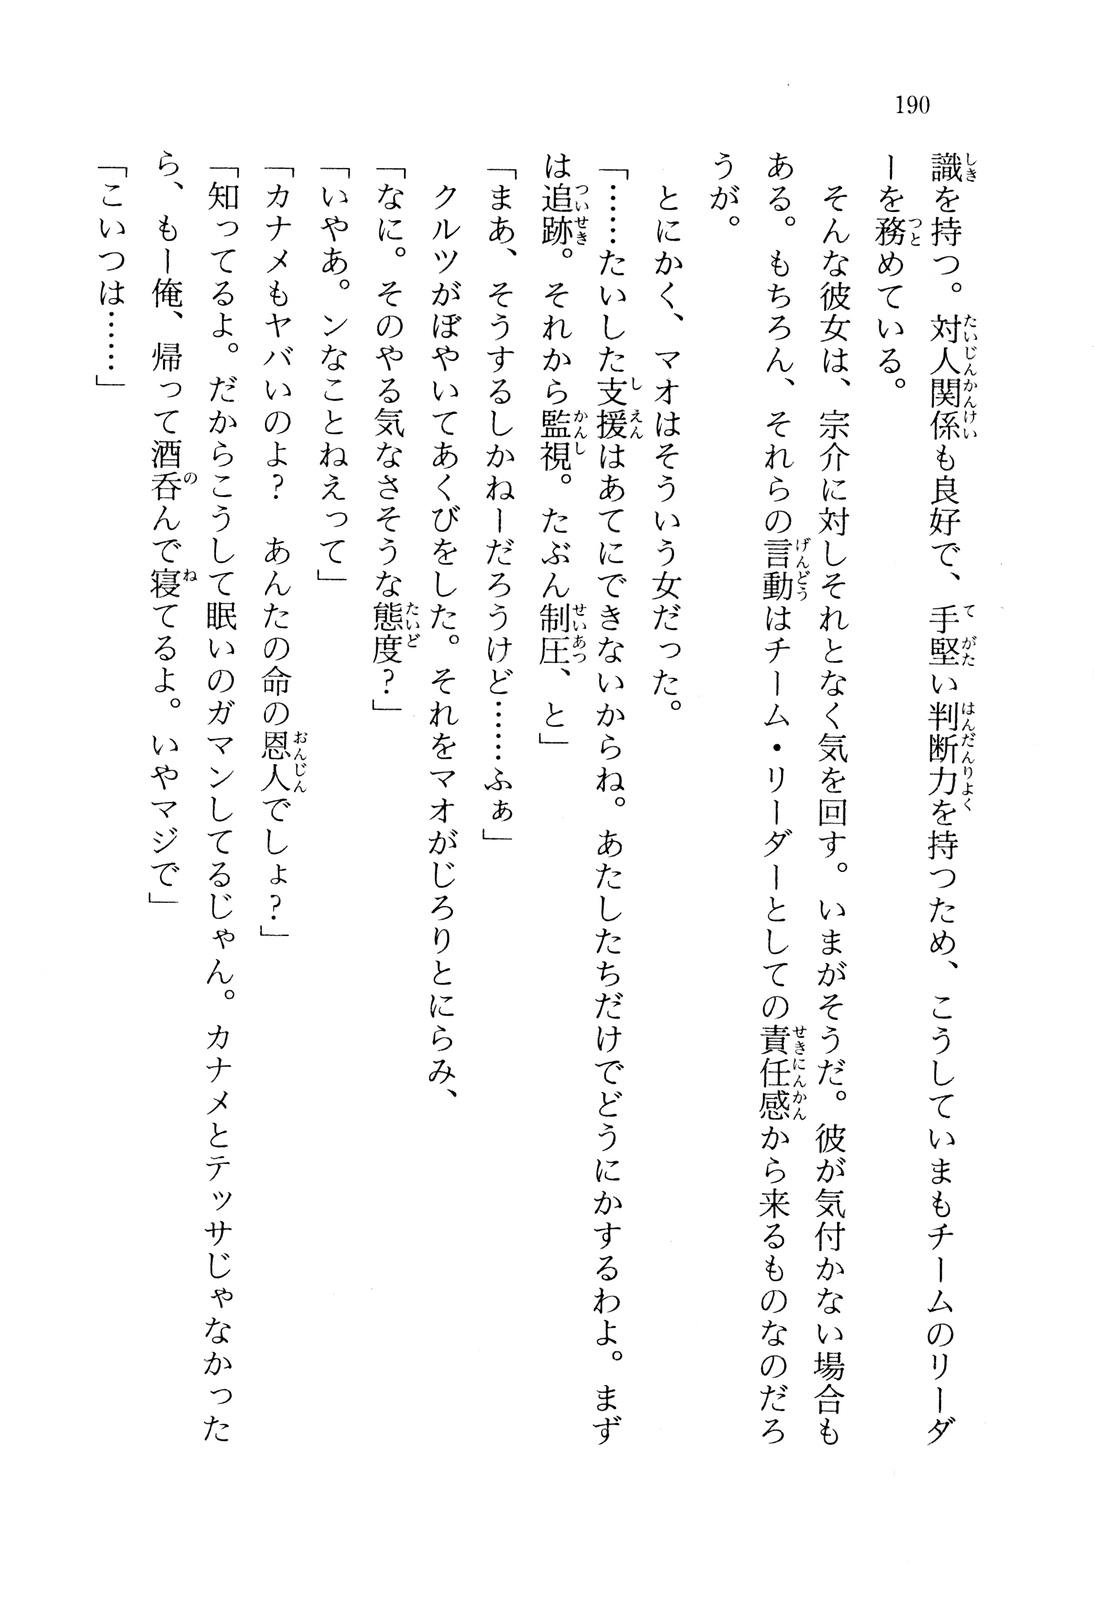 190
識を持つ。対人関係も良好で、手堅い判断力を持つため、こうしていまもチームのリーダ
ーを務めている。
そんな彼女は、宗介に対しそれとなく気を回す。いまがそうだ。彼が気付かない場合も
ある。もちろん、それらの言動はチーム・リーダーとしての責任感から来るものなのだろ
うが。
とにかく、マオはそういう女だった。
「……たいした支援はあてにできないからね。あたしたちだけでどうにかするわよ。まず
は追跡。それから監視。たぶん制圧、と」
「まあ、そうするしかねーだろうけど……ふぁ」
クルツがぼやいてあくびをした。それをマオがじろりとにらみ、
「なに。そのやる気なさそうな態度？」
「いやあ。ンなことねえって」
「カナメもヤバいのよ？　あんたの命の恩人でしょ？」
「知ってるよ。だからこうして眠いのガマンしてるじゃん。カナメとテッサじゃなかった
ら、もー俺、帰って酒呑んで寝てるよ。いやマジで」
「こいつは……」